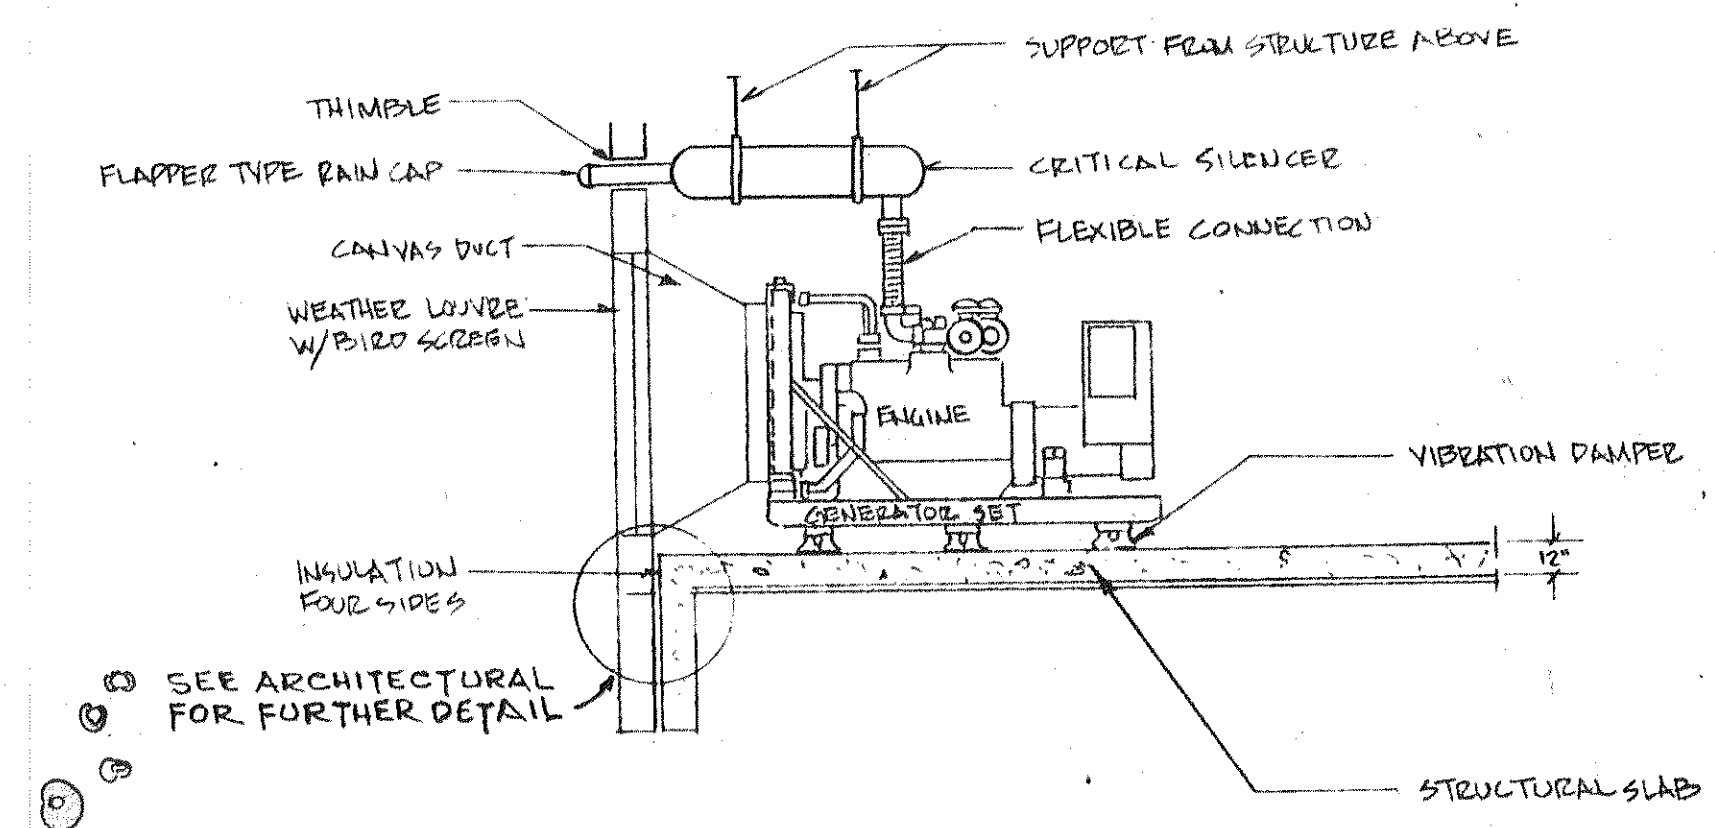 SUPPORT FROM STRUCTURE ABOVE
THIMBLE
FLAPPER TYPE RAIN CAP
CRITICAL SILENCER
FLEXIBLE CONNECTION
CANVAS DUCT
WEATHER LOUVRE
W/BIRD SCREEN
ENGINE
VIBRATION DAMPER
GENERATOR SET
12"
INSULATION
FOUR SIDES
SEE ARCHITECTURAL
FOR FURTHER DETAIL
STRUCTURAL SLAB